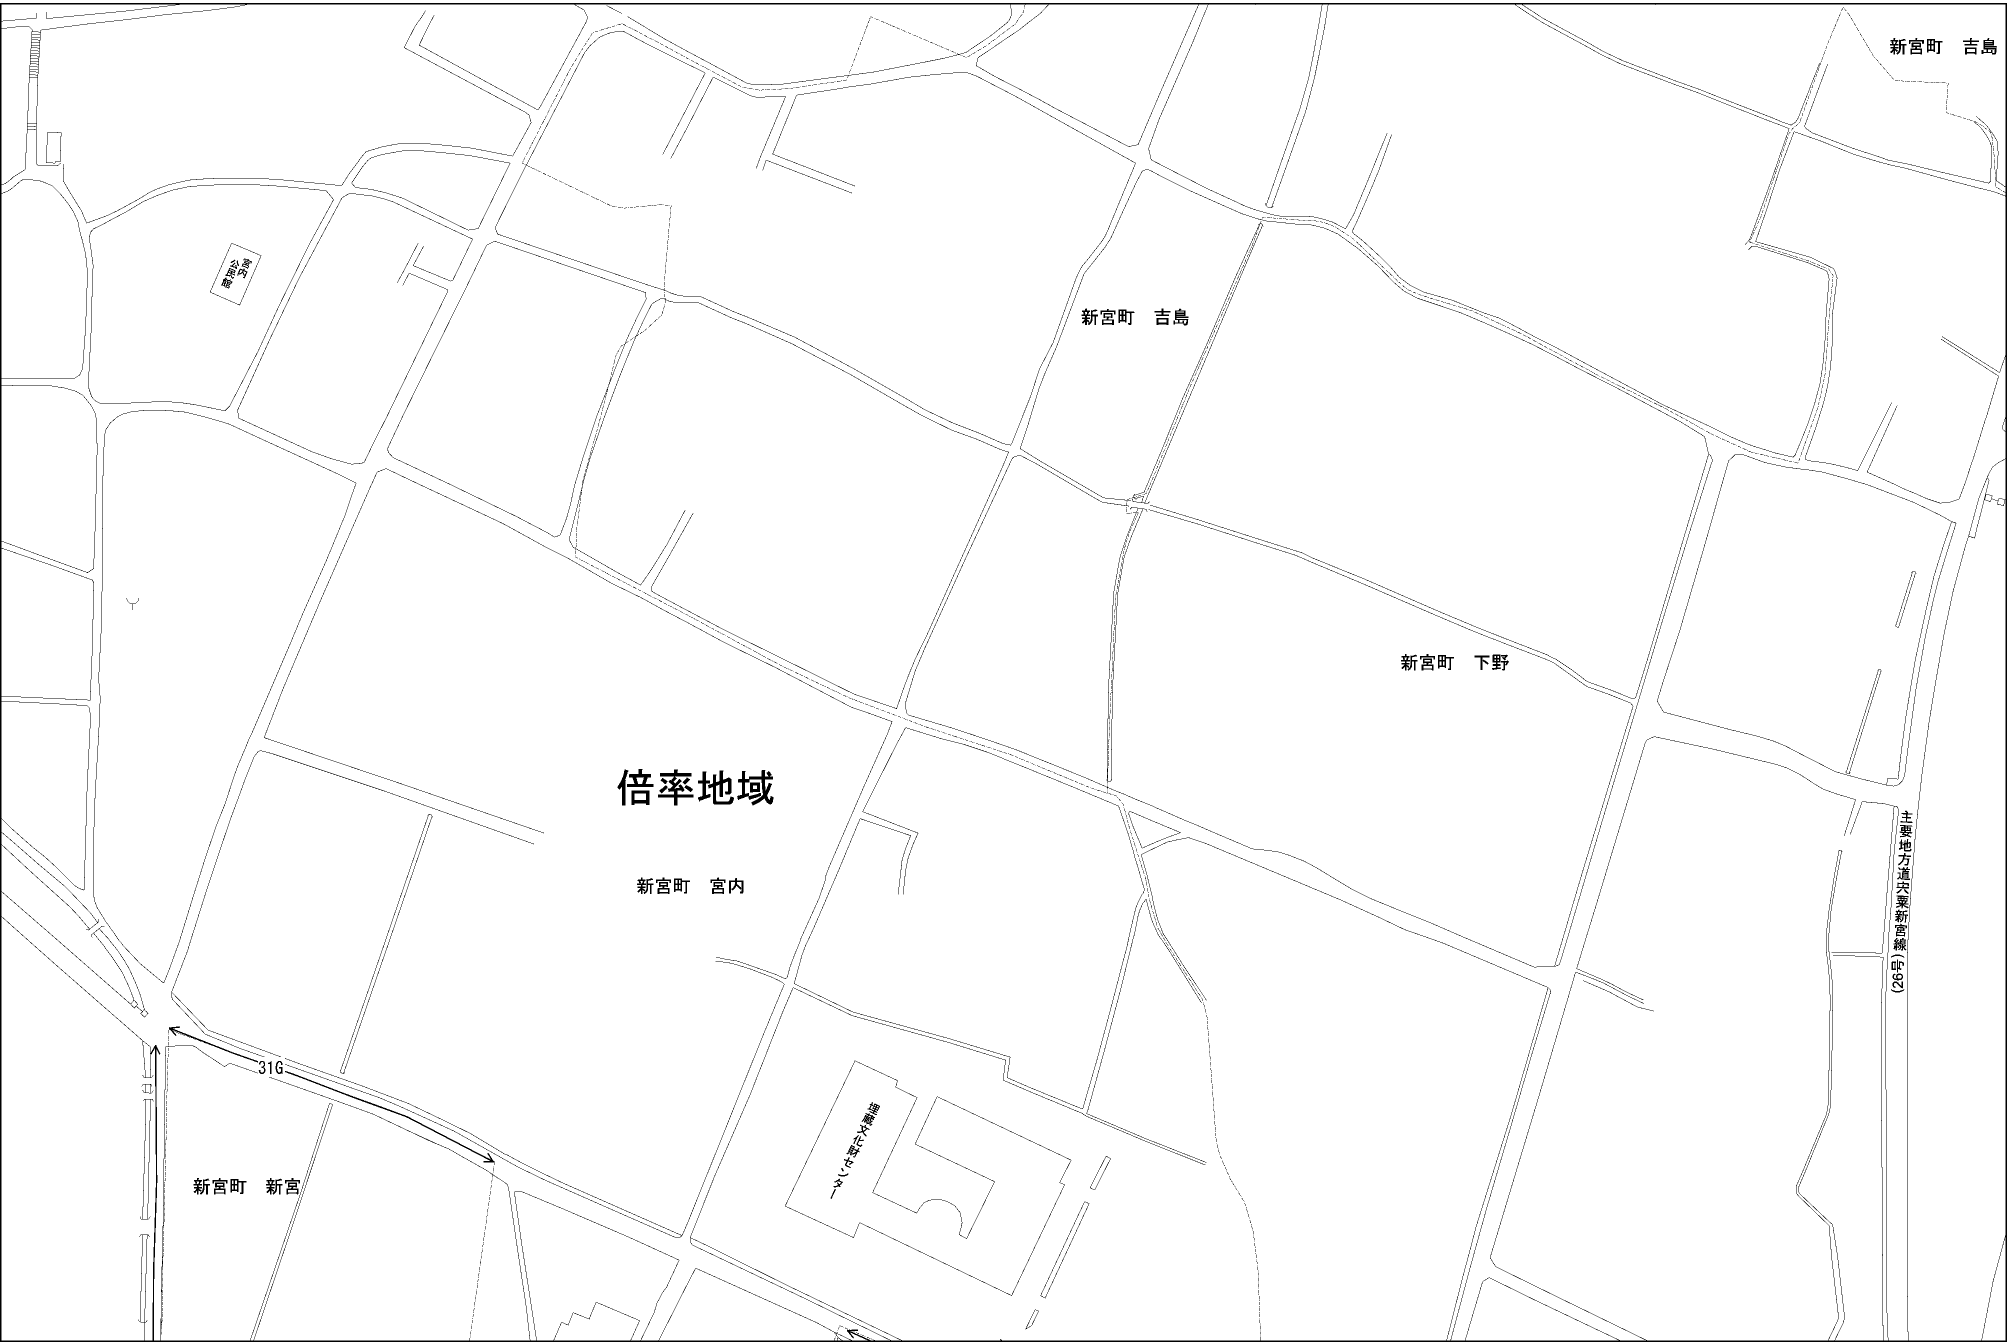 新宮町　吉島
宮内
公民館
新宮町　吉島
新宮町　下野
倍率地域
新宮町　宮内
主要地方道宍粟新宮線(26号)
31G
埋蔵文化財センター
新宮町　新宮